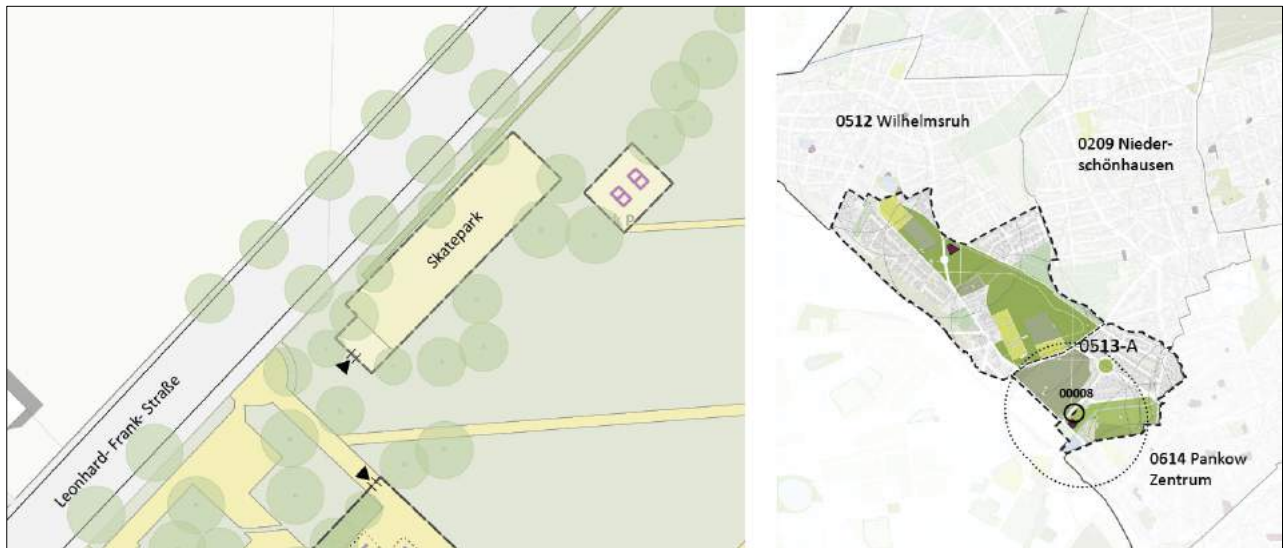 Leonhard- Frank- Straße
Skatepark
0512 Wilhelmsruh
0209 Nieder-
schönhausen
0513-A
00008
0614 Pankow
Zentrum